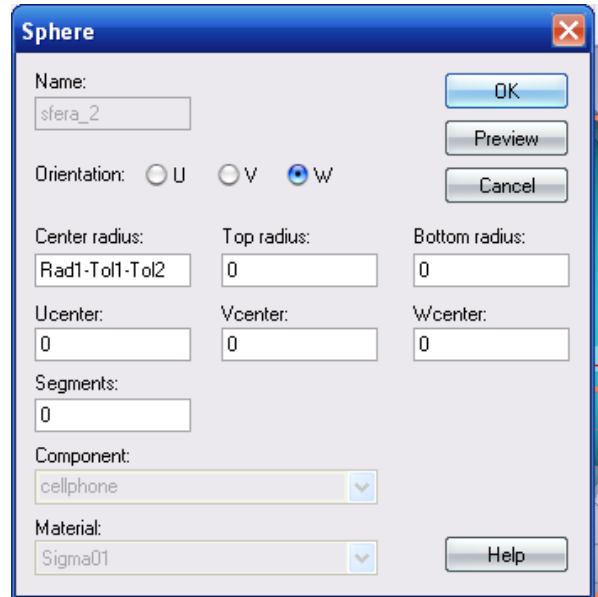 Sphere
Name:
sfera_2
OK
Preview
Cancel
Orientation: U V W
Center radius: Top radius: Bottom radius:
Rad1-Tol1-Tol2 0 0
Ucenter: Vcenter: Wcenter:
0 0 0
Segments:
0
Component:
cellphone
Material:
Sigma01
Help